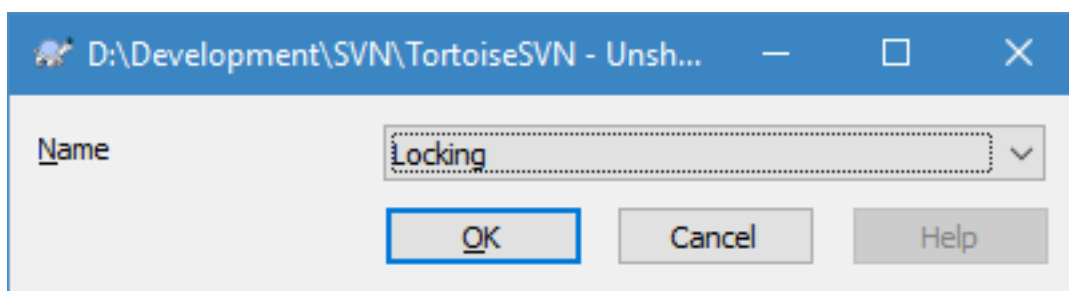 D:\Development\SVN\TortoiseSVN - Unsh...
Name
Locking
OK Cancel Help